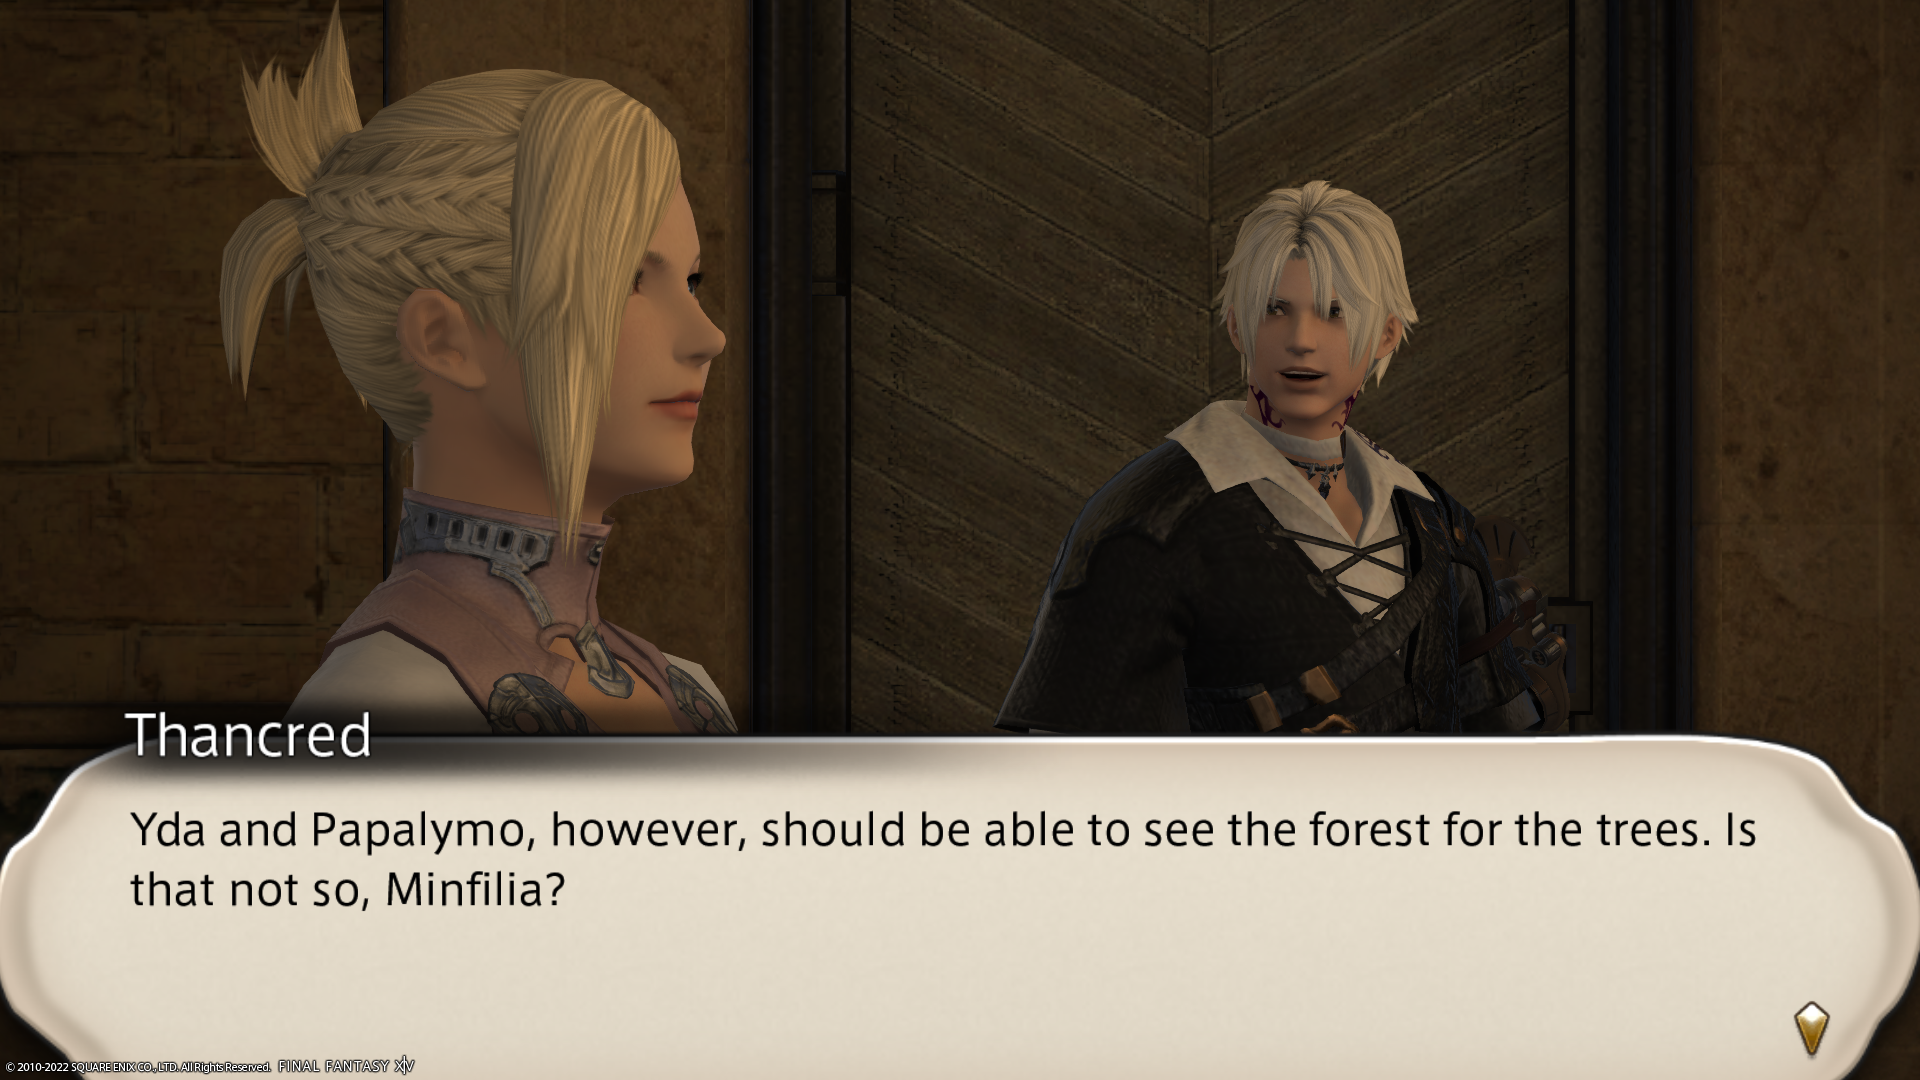 Thancred
Yda and Papalymo, however, should be able to see the forest for the trees. Is
that not so, Minfilia?
© 2010-2022 SQUARE ENIX CO., LTD. All Rights Reserved. FINAL FANTASY XIV